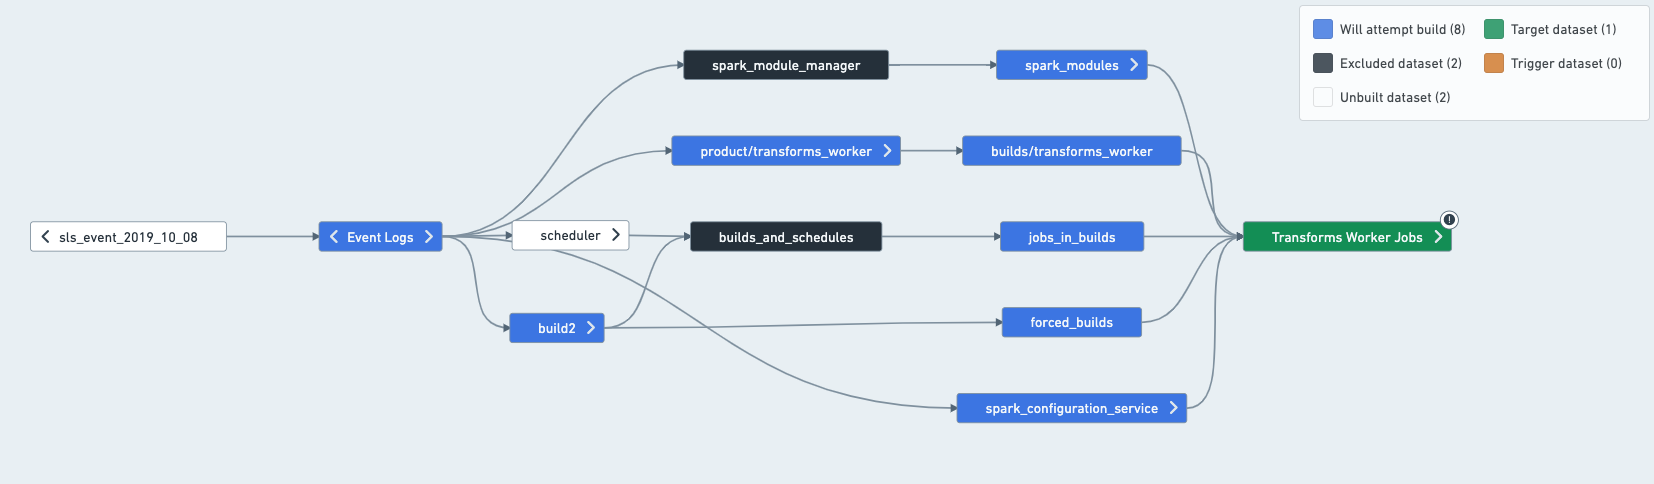 Will attempt build (8)
Target dataset (1)
Excluded dataset (2)
Trigger dataset (0)
Unbuilt dataset (2)
spark_module_manager
spark_modules
product/transforms_worker
builds/transforms_worker
sls_event_2019_10_08
Event Logs
scheduler
builds_and_schedules
jobs_in_builds
Transforms Worker Jobs
build2
forced_builds
spark_configuration_service